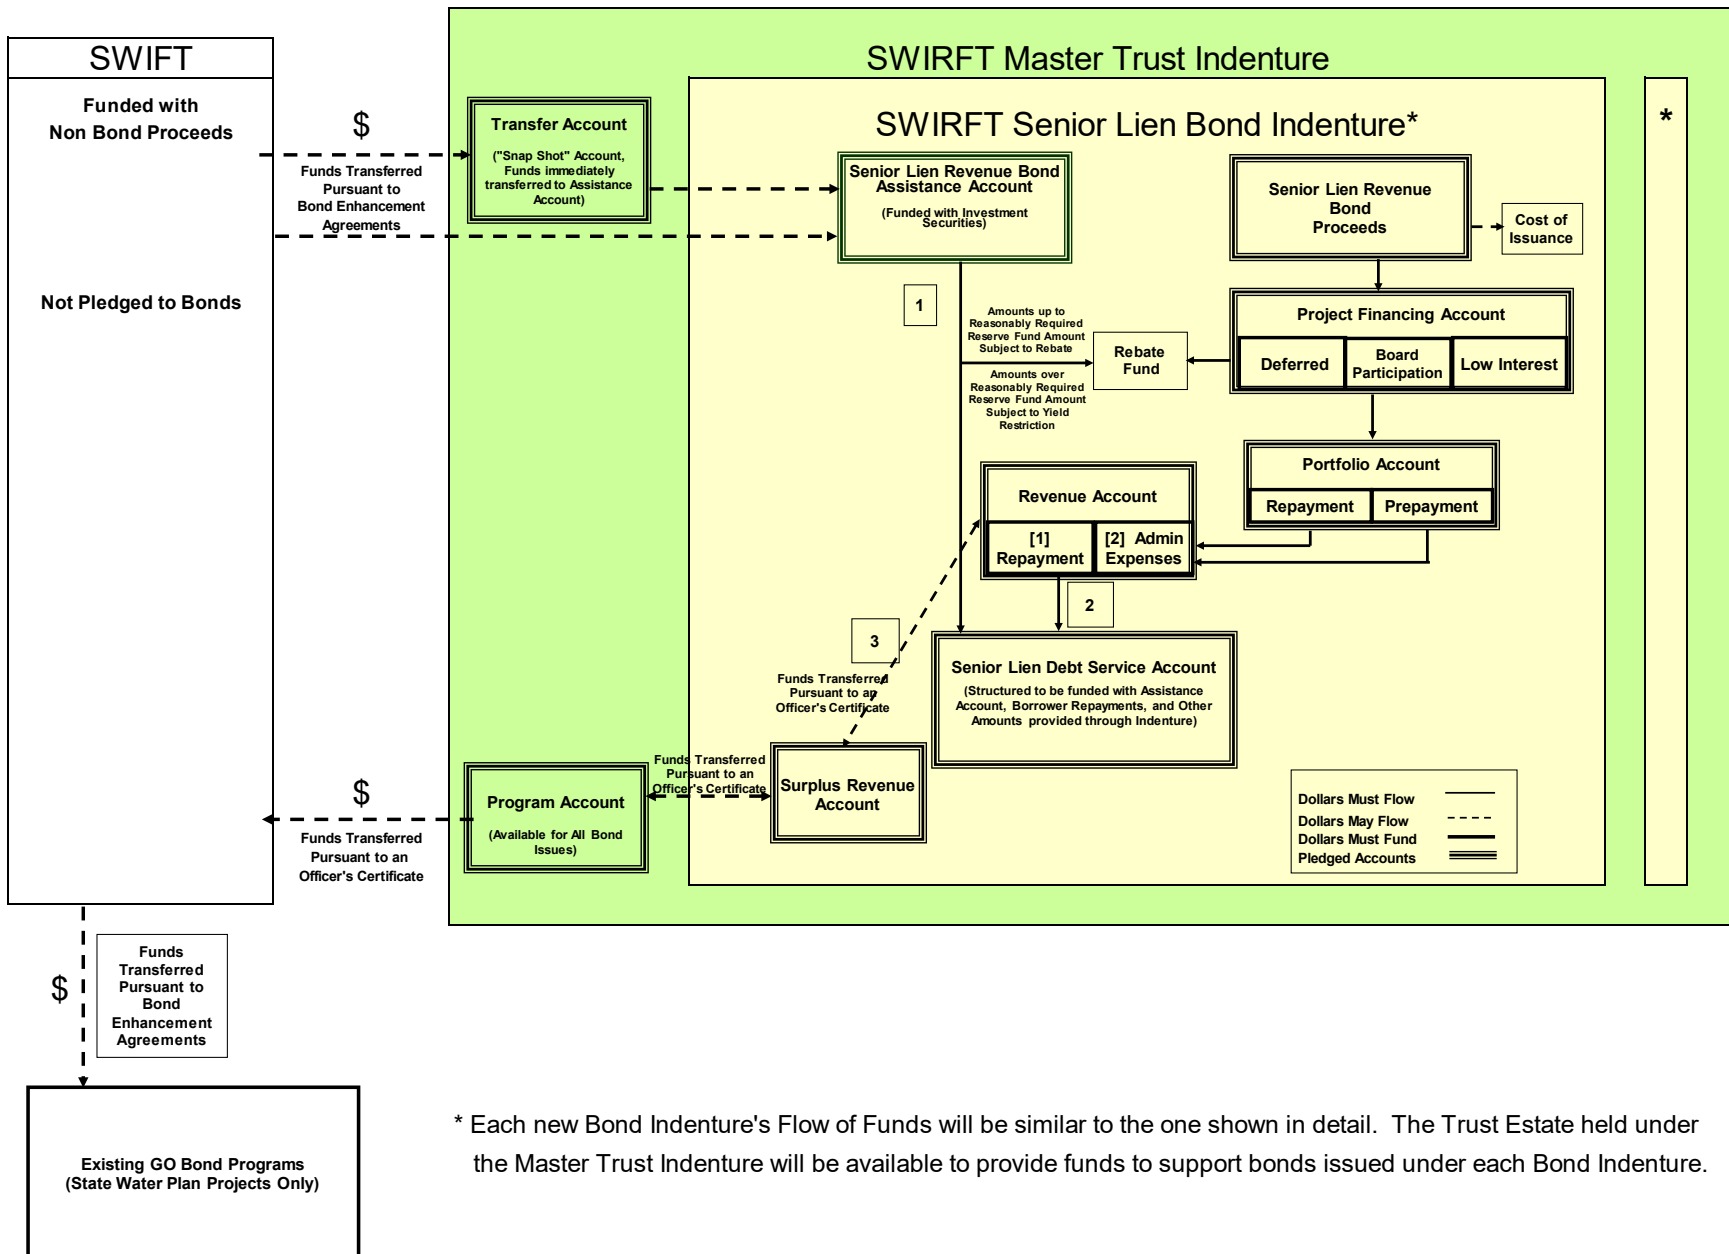 SWIFT
Funded with
Non Bond Proceeds
Not Pledged to Bonds
$
Funds Transferred
Pursuant to
Bond Enhancement
Agreements
SWIRFT Master Trust Indenture
Transfer Account
("Snap Shot" Account,
Funds immediately
transferred to Assistance
Account)
SWIRFT Senior Lien Bond Indenture*
*
Senior Lien Revenue Bond
Assistance Account
(Funded with Investment
Securities)
Senior Lien Revenue
Bond
Proceeds
Cost of
Issuance
1
Amounts up to
Reasonably Required
Reserve Fund Amount
Subject to Rebate
Amounts over
Reasonably Required
Reserve Fund Amount
Subject to Yield
Restriction
Rebate
Fund
Project Financing Account
Deferred
Board
Participation
Low Interest
Portfolio Account
Repayment
Prepayment
Revenue Account
[1]
Repayment
[2] Admin
Expenses
2
3
Funds Transferred
Pursuant to an
Officer's Certificate
Senior Lien Debt Service Account
(Structured to be funded with Assistance
Account, Borrower Repayments, and Other
Amounts provided through Indenture)
Funds Transferred
Pursuant to an
Officer's Certificate
Surplus Revenue
Account
Program Account
(Available for All Bond
Issues)
$
Funds Transferred
Pursuant to an
Officer's Certificate
Dollars Must Flow
Dollars May Flow
Dollars Must Fund
Pledged Accounts
$
Funds
Transferred
Pursuant to
Bond
Enhancement
Agreements
Existing GO Bond Programs
(State Water Plan Projects Only)
* Each new Bond Indenture's Flow of Funds will be similar to the one shown in detail. The Trust Estate held under
the Master Trust Indenture will be available to provide funds to support bonds issued under each Bond Indenture.